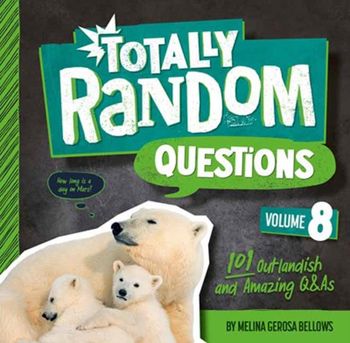 TOTALLY
RANDOM
QUESTIONS
VOLUME 8
How long is a
day on Mars?
101 Outlandish
and Amazing Q&As
BY MELINA GEROSA BELLOWS